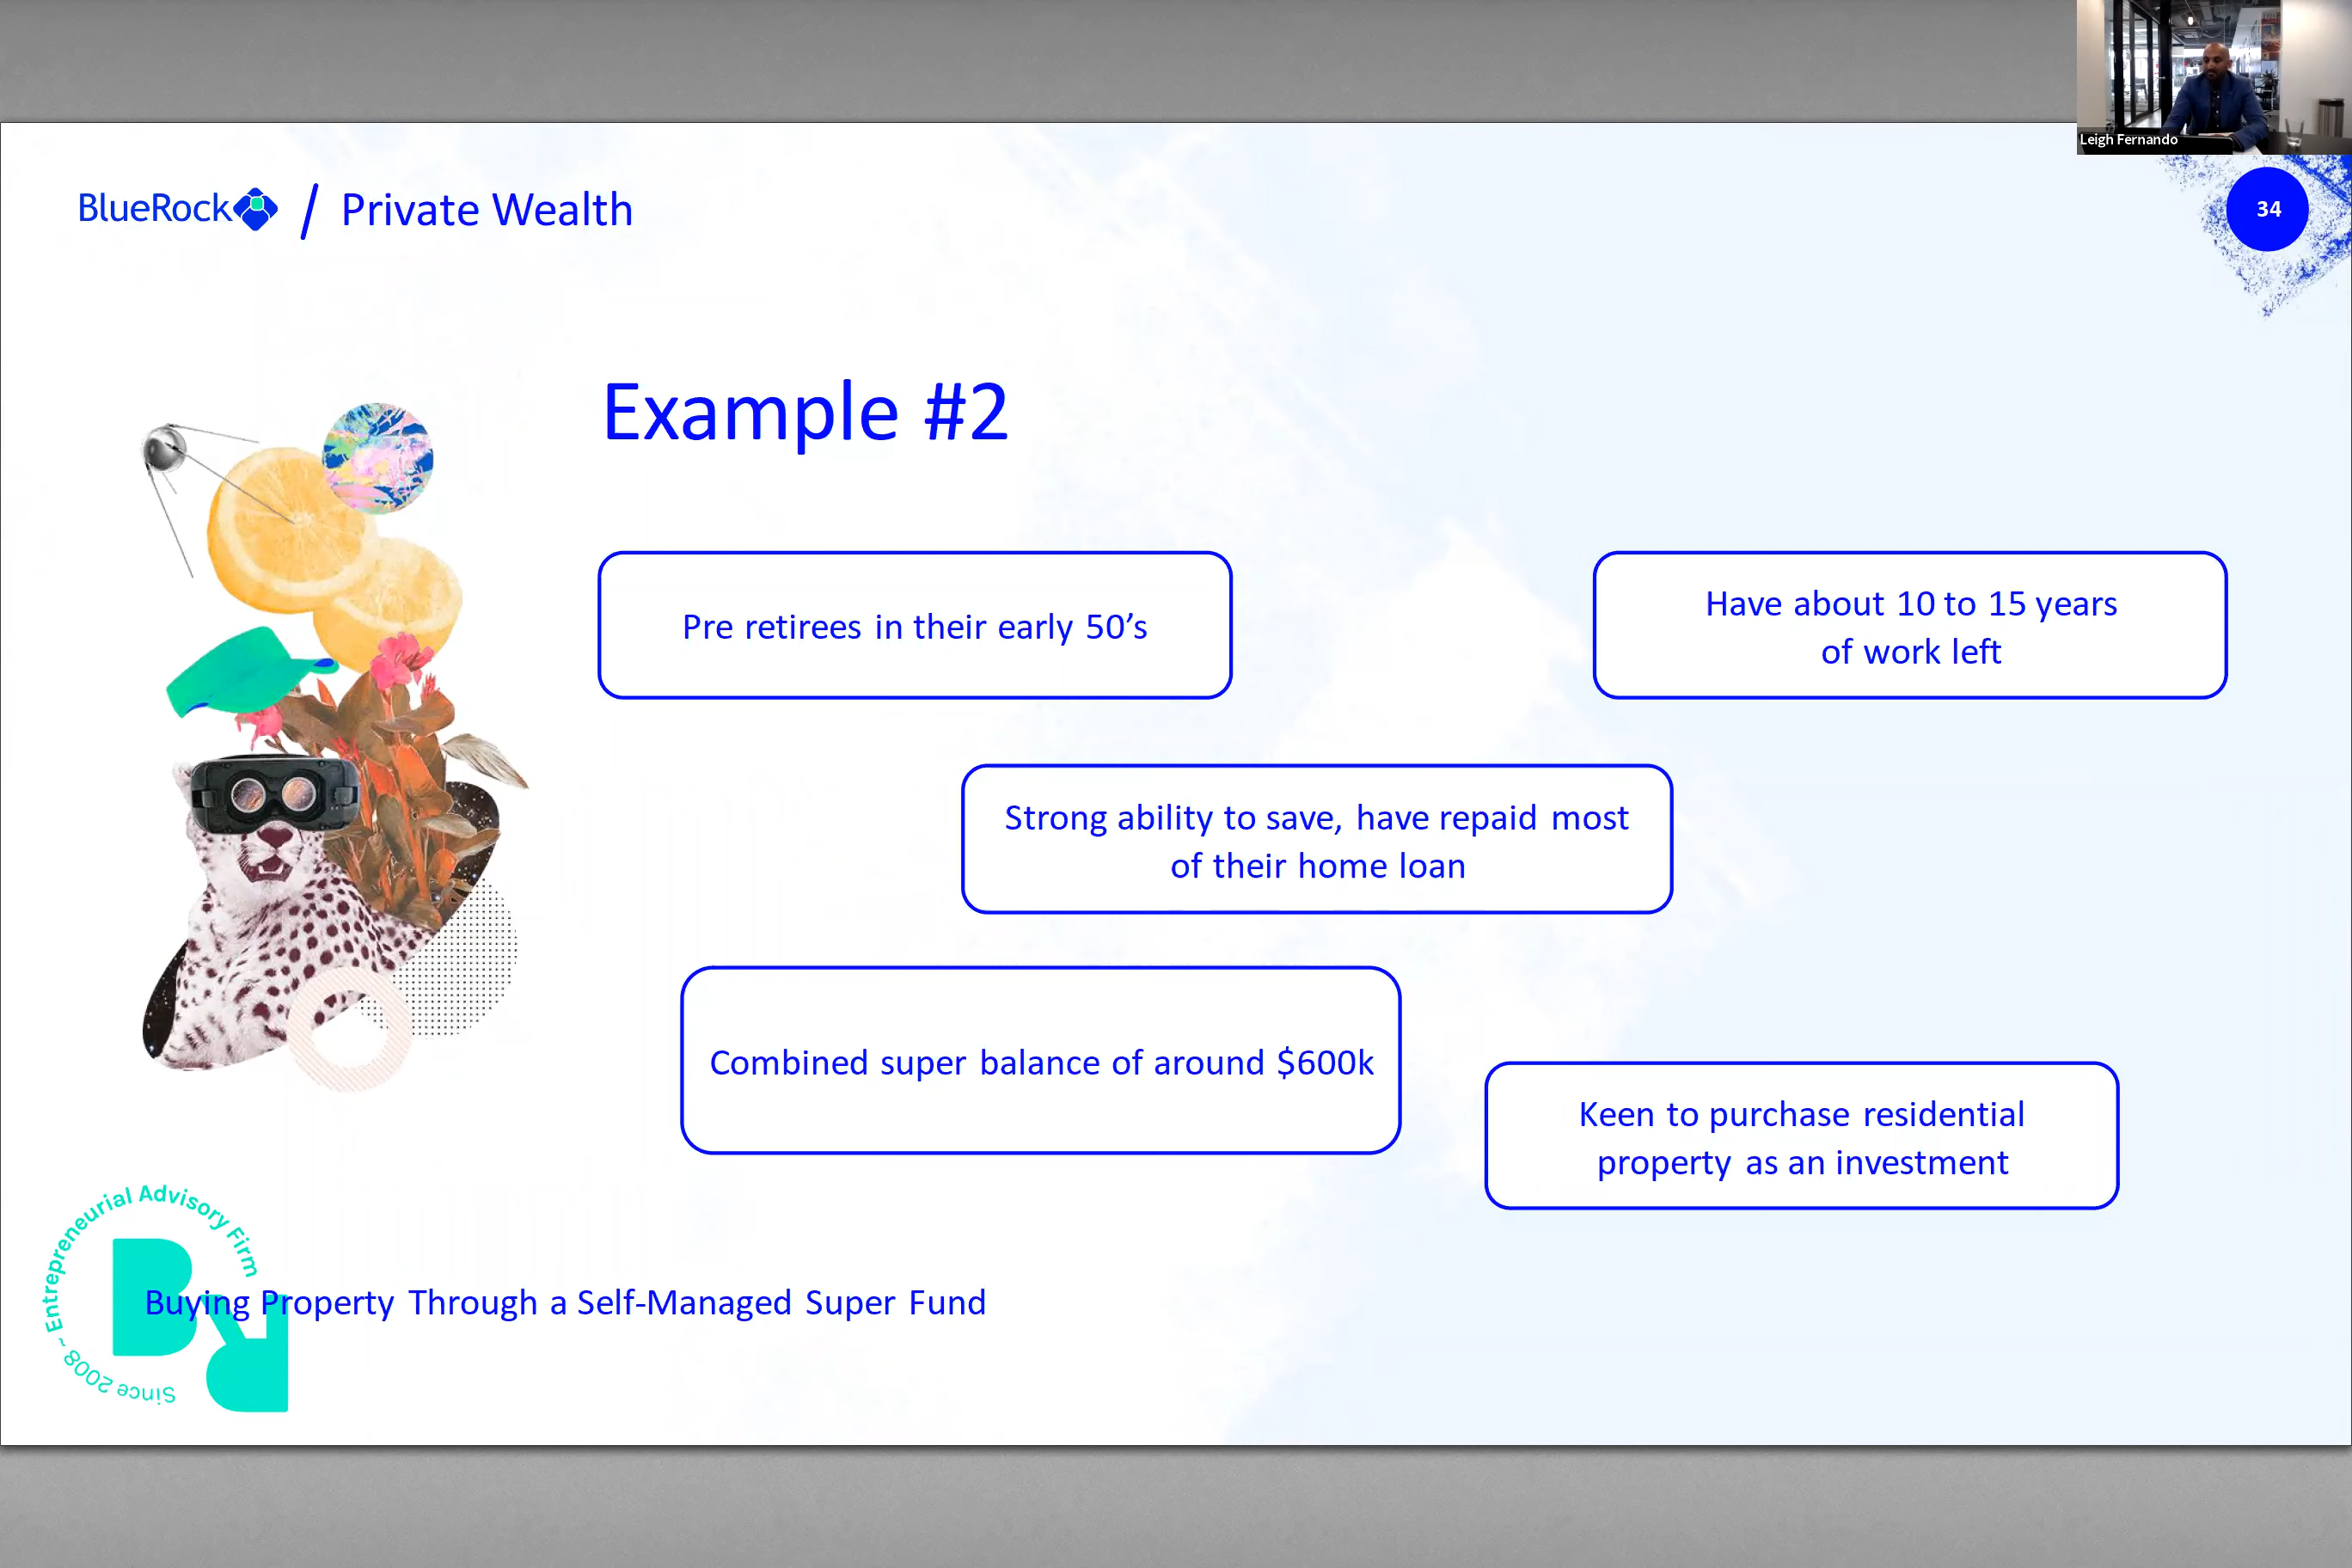 Leigh Fernando
BlueRock / Private Wealth
34
Example #2
Pre retirees in their early 50’s
Have about 10 to 15 years
of work left
Strong ability to save, have repaid most
of their home loan
Combined super balance of around $600k
Keen to purchase residential
property as an investment
Since 2008 ~ Entrepreneurial Advisory Firm
BR
Buying Property Through a Self-Managed Super Fund